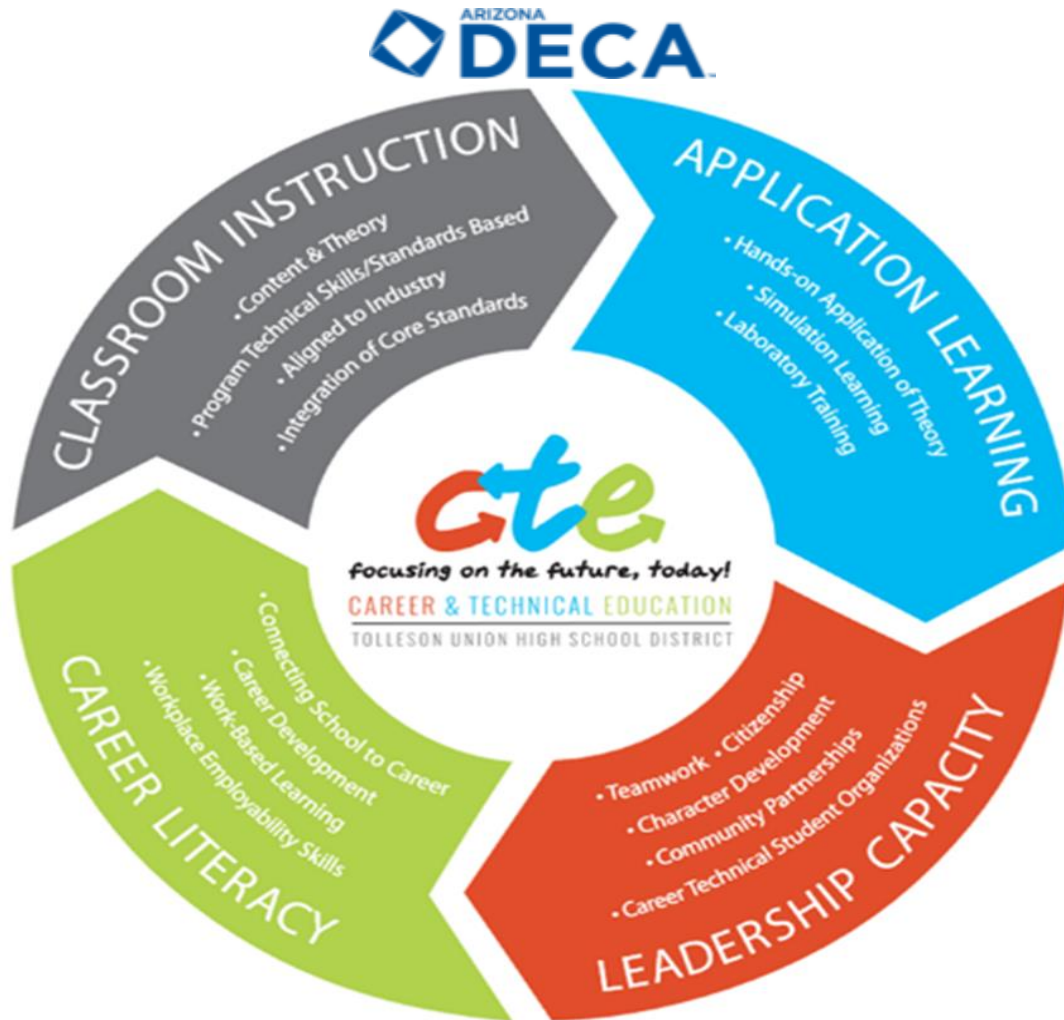 ARIZONA
DECA
CLASSROOM INSTRUCTION
• Content & Theory
• Program Technical Skills/Standards Based
• Aligned to Industry
• Integration of Core Standards
APPLICATION LEARNING
• Hands-on Application of Theory
• Simulation Learning
• Laboratory Training
cte
focusing on the future, today!
CAREER & TECHNICAL EDUCATION
TOLLESON UNION HIGH SCHOOL DISTRICT
• Connecting School to Career
• Career Development
• Work-Based Learning
• Workplace Employability Skills
CAREER LITERACY
• Teamwork • Citizenship
• Character Development
• Community Partnerships
• Career Technical Student Organizations
LEADERSHIP CAPACITY